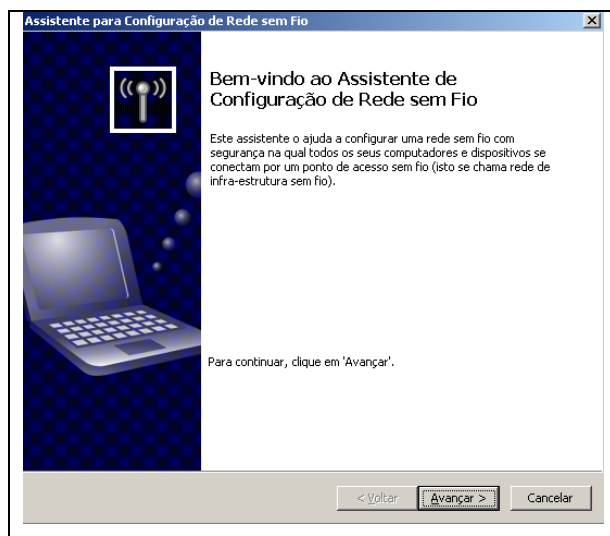 Assistente para Configuração de Rede sem Fio
Bem-vindo ao Assistente de
Configuração de Rede sem Fio
Este assistente o ajuda a configurar uma rede sem fio com
segurança na qual todos os seus computadores e dispositivos se
conectam por um ponto de acesso sem fio (isto se chama rede de
infra-estrutura sem fio).
Para continuar, clique em 'Avançar'.
< Voltar Avançar > Cancelar